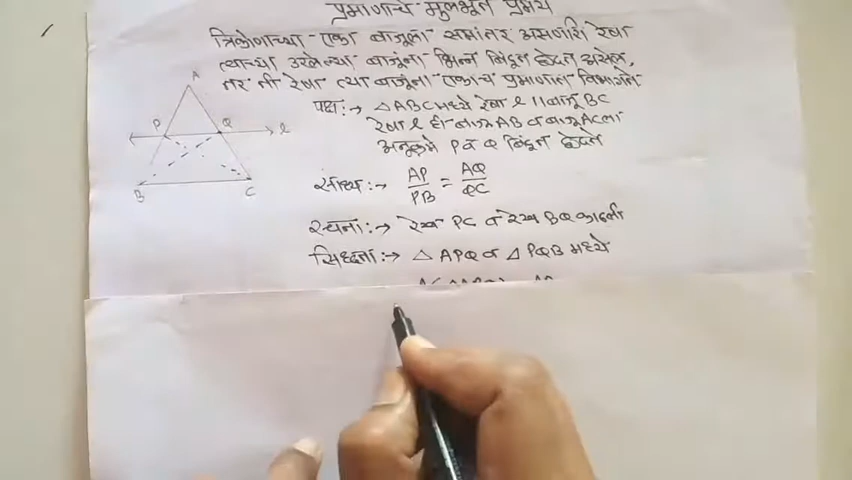 प्रमाणाचे मुलभूत प्रमेय
त्रिकोणाच्या एका बाजूला समांतर असणारी रेषा
त्याच्या उरलेल्या बाजूंना भिन्न बिंदूत छेदत असेल,
तर ती रेषा त्या बाजूंना एकाच प्रमाणात विभागते
पक्ष:→ △ABC मध्ये रेषा l || बाजू BC
रेषा l ही बाजू AB व बाजू AC ला
अनुक्रमे P व Q बिंदूत छेदते
साध्य:→ AP/PB = AQ/QC
रचना:→ रेख PC व रेख BQ काढली
सिध्दता:→ △ APQ व △ PQB मध्ये
A
P
Q
l
B
C